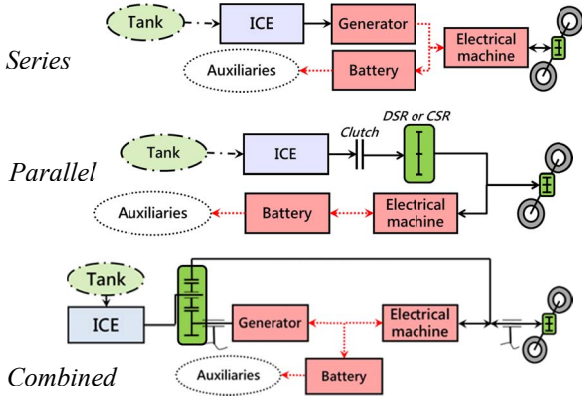 Tank
ICE
Generator
Electrical
machine
Series
Auxiliaries
Battery
DSR or CSR
Clutch
Tank
ICE
Parallel
Auxiliaries
Battery
Electrical
machine
Tank
ICE
Generator
Electrical
machine
Combined
Auxiliaries
Battery